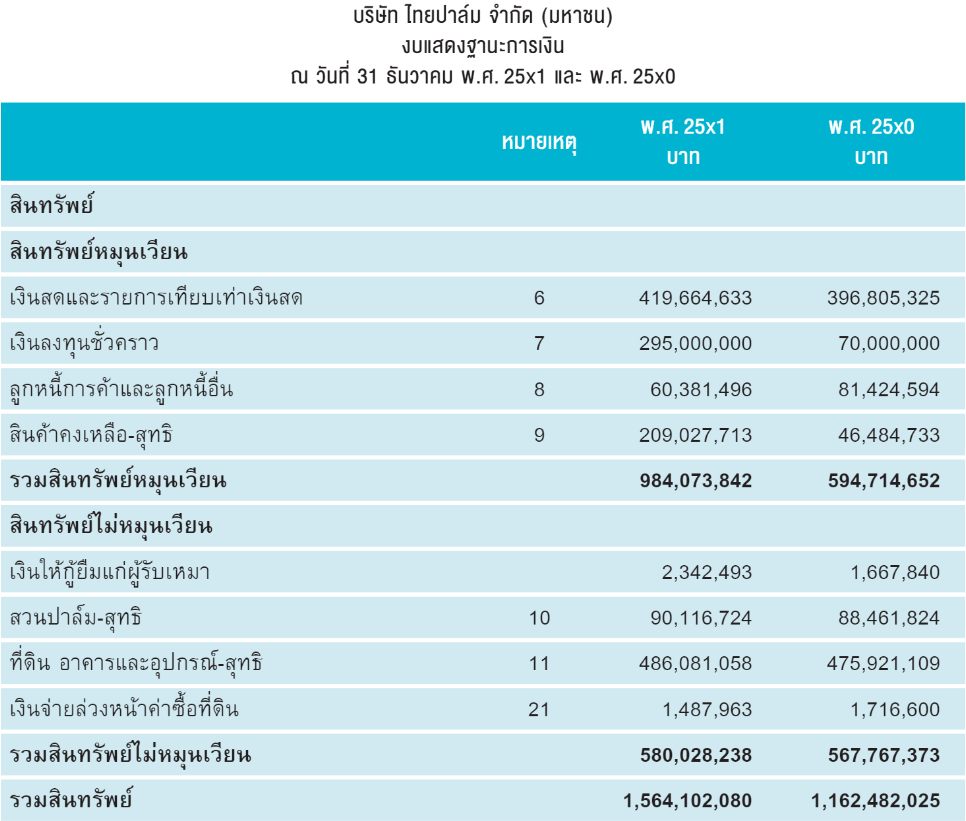 บริษัท ไทยปาล์ม จำกัด (มหาชน)
งบแสดงฐานะการเงิน
ณ วันที่ 31 ธันวาคม พ.ศ. 25x1 และ พ.ศ. 25x0
หมายเหตุ พ.ศ. 25x1 บาท พ.ศ. 25x0 บาท
สินทรัพย์
สินทรัพย์หมุนเวียน
เงินสดและรายการเทียบเท่าเงินสด 6 419,664,633 396,805,325
เงินลงทุนชั่วคราว 7 295,000,000 70,000,000
ลูกหนี้การค้าและลูกหนี้อื่น 8 60,381,496 81,424,594
สินค้าคงเหลือ-สุทธิ 9 209,027,713 46,484,733
รวมสินทรัพย์หมุนเวียน 984,073,842 594,714,652
สินทรัพย์ไม่หมุนเวียน
เงินให้กู้ยืมแก่ผู้รับเหมา 2,342,493 1,667,840
สวนปาล์ม-สุทธิ 10 90,116,724 88,461,824
ที่ดิน อาคารและอุปกรณ์-สุทธิ 11 486,081,058 475,921,109
เงินจ่ายล่วงหน้าค่าซื้อที่ดิน 21 1,487,963 1,716,600
รวมสินทรัพย์ไม่หมุนเวียน 580,028,238 567,767,373
รวมสินทรัพย์ 1,564,102,080 1,162,482,025